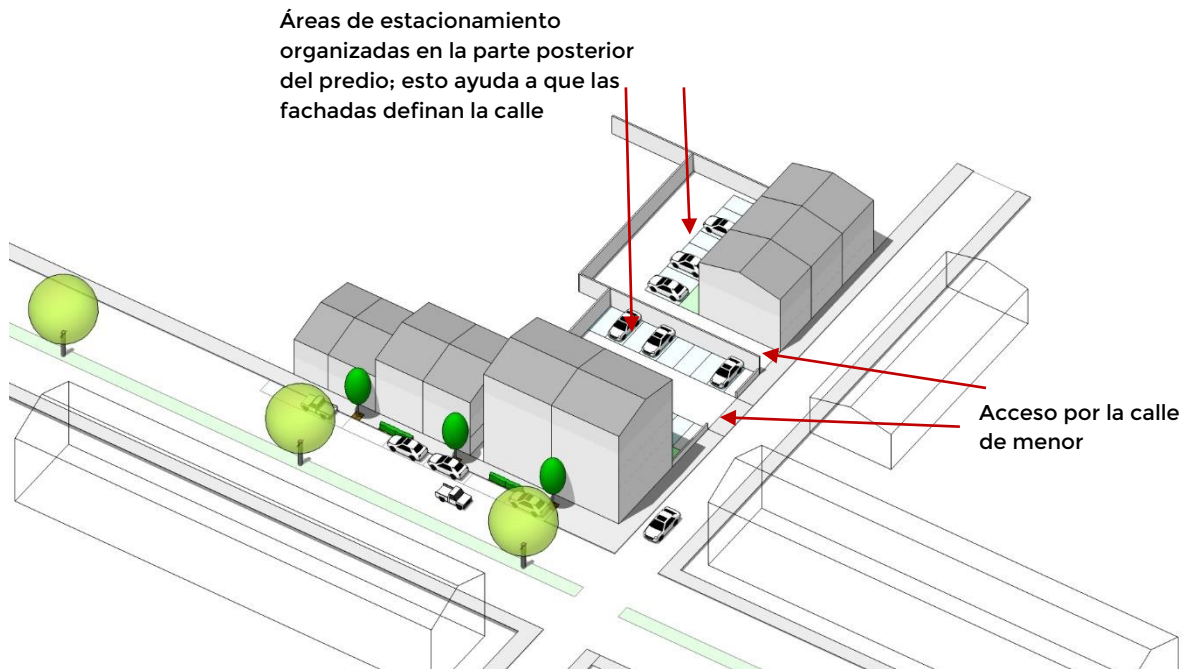 Áreas de estacionamiento
organizadas en la parte posterior
del predio; esto ayuda a que las
fachadas definan la calle
Acceso por la calle
de menor